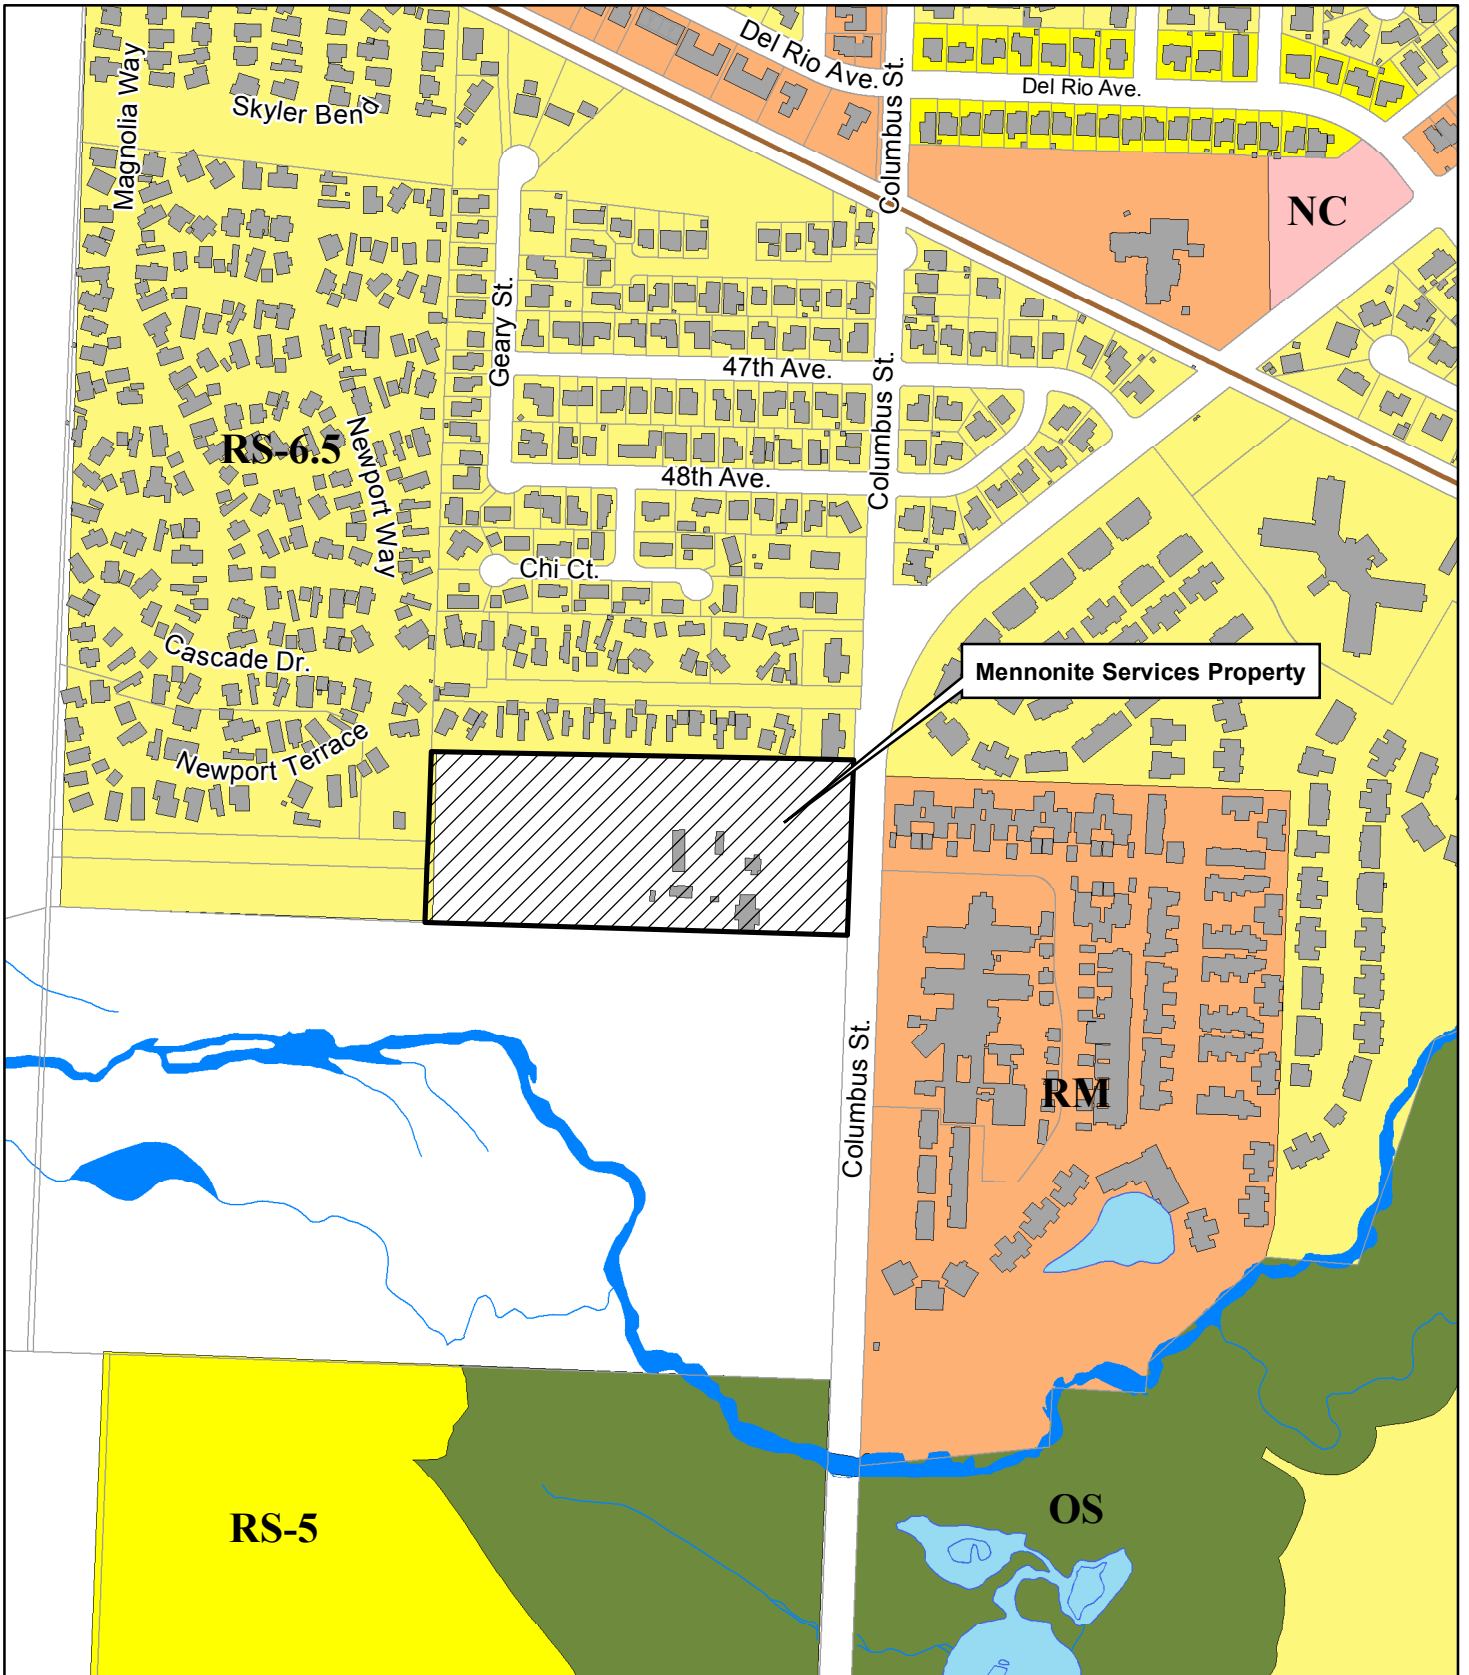 Del Rio Ave.
Columbus St.
Del Rio Ave.
Magnolia Way
Skyler Bend
NC
Geary St.
47th Ave.
Columbus St.
RS-6.5
Newport Way
48th Ave.
Chi Ct.
Cascade Dr.
Mennonite Services Property
Newport Terrace
Columbus St.
RM
RS-5
OS